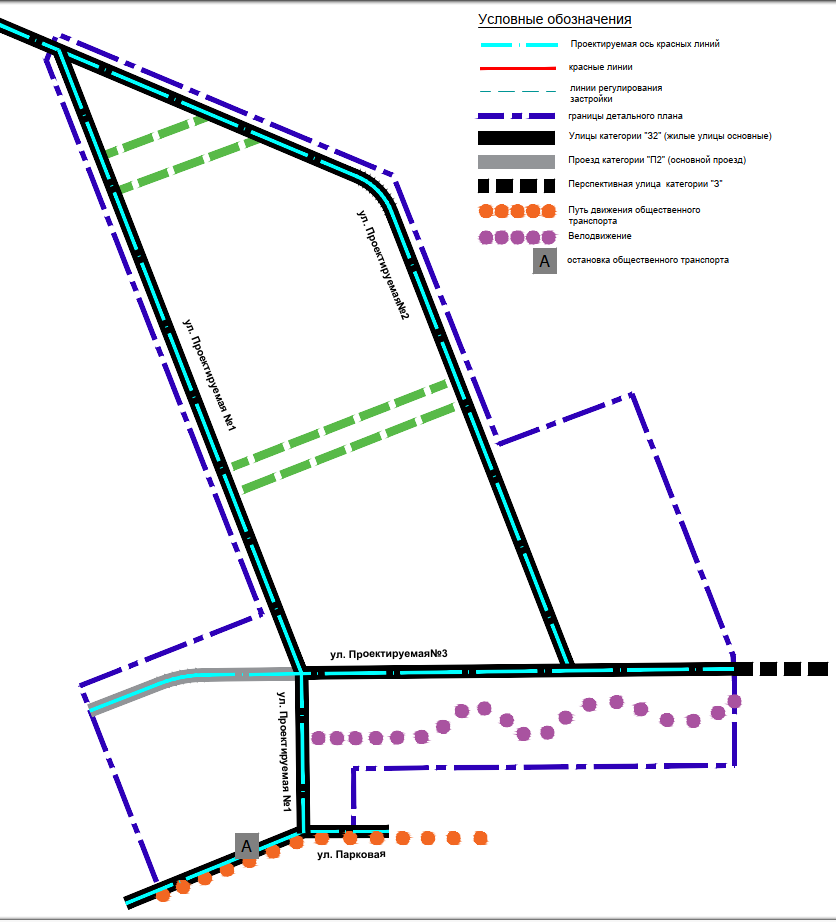 Условные обозначения
Проектируемая ось красных линий
красные линии
линии регулирования
застройки
границы детального плана
Улицы категории "З2" (жилые улицы основные)
Проезд категории "П2" (основной проезд)
Перспективная улица категории "З"
Путь движения общественного
транспорта
Велодвижение
А остановка общественного транспорта
ул. Проектируемая№2
ул. Проектируемая №1
ул. Проектируемая№3
ул. Проектируемая №1
А
ул. Парковая